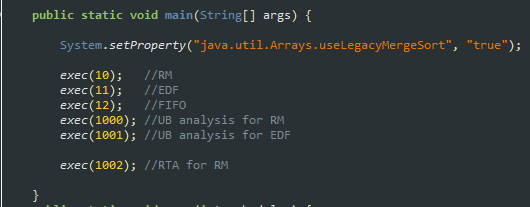 public static void main(String[] args) {
System.setProperty("java.util.Arrays.useLegacyMergeSort", "true");
exec(10);   //RM
exec(11);   //EDF
exec(12);   //FIFO
exec(1000); //UB analysis for RM
exec(1001); //UB analysis for EDF
exec(1002); //RTA for RM
}